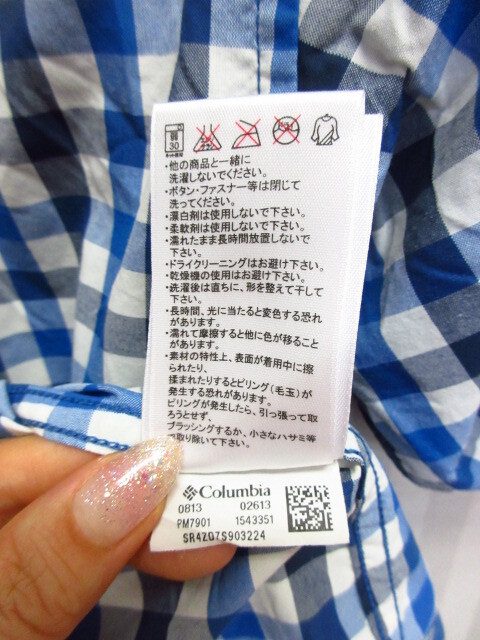 弱
30
ネット使用
・他の商品と一緒に
洗濯しないでください。
・ボタン・ファスナー等は閉じて
洗ってください。
・漂白剤は使用しないで下さい。
・柔軟剤は使用しないで下さい。
・濡れたまま長時間放置しないで
下さい。
・ドライクリーニングはお避け下さい。
・乾燥機の使用はお避け下さい。
・洗濯後は直ちに、形を整えて干して
下さい。
・長時間、光に当たると変色する恐れ
があります。
・濡れて摩擦すると他に色が移ること
があります。
・素材の特性上、表面が着用中に擦
られたり、
揉まれたりするとピリング(毛玉)が
発生する恐れがあります。
ピリングが発生したら、引っ張って取
ろうとせず、
ブラッシングするか、小さなハサミ等
で取り除いて下さい。
Columbia
0813 02613
PM7901 1543351
SR4Z07S903224